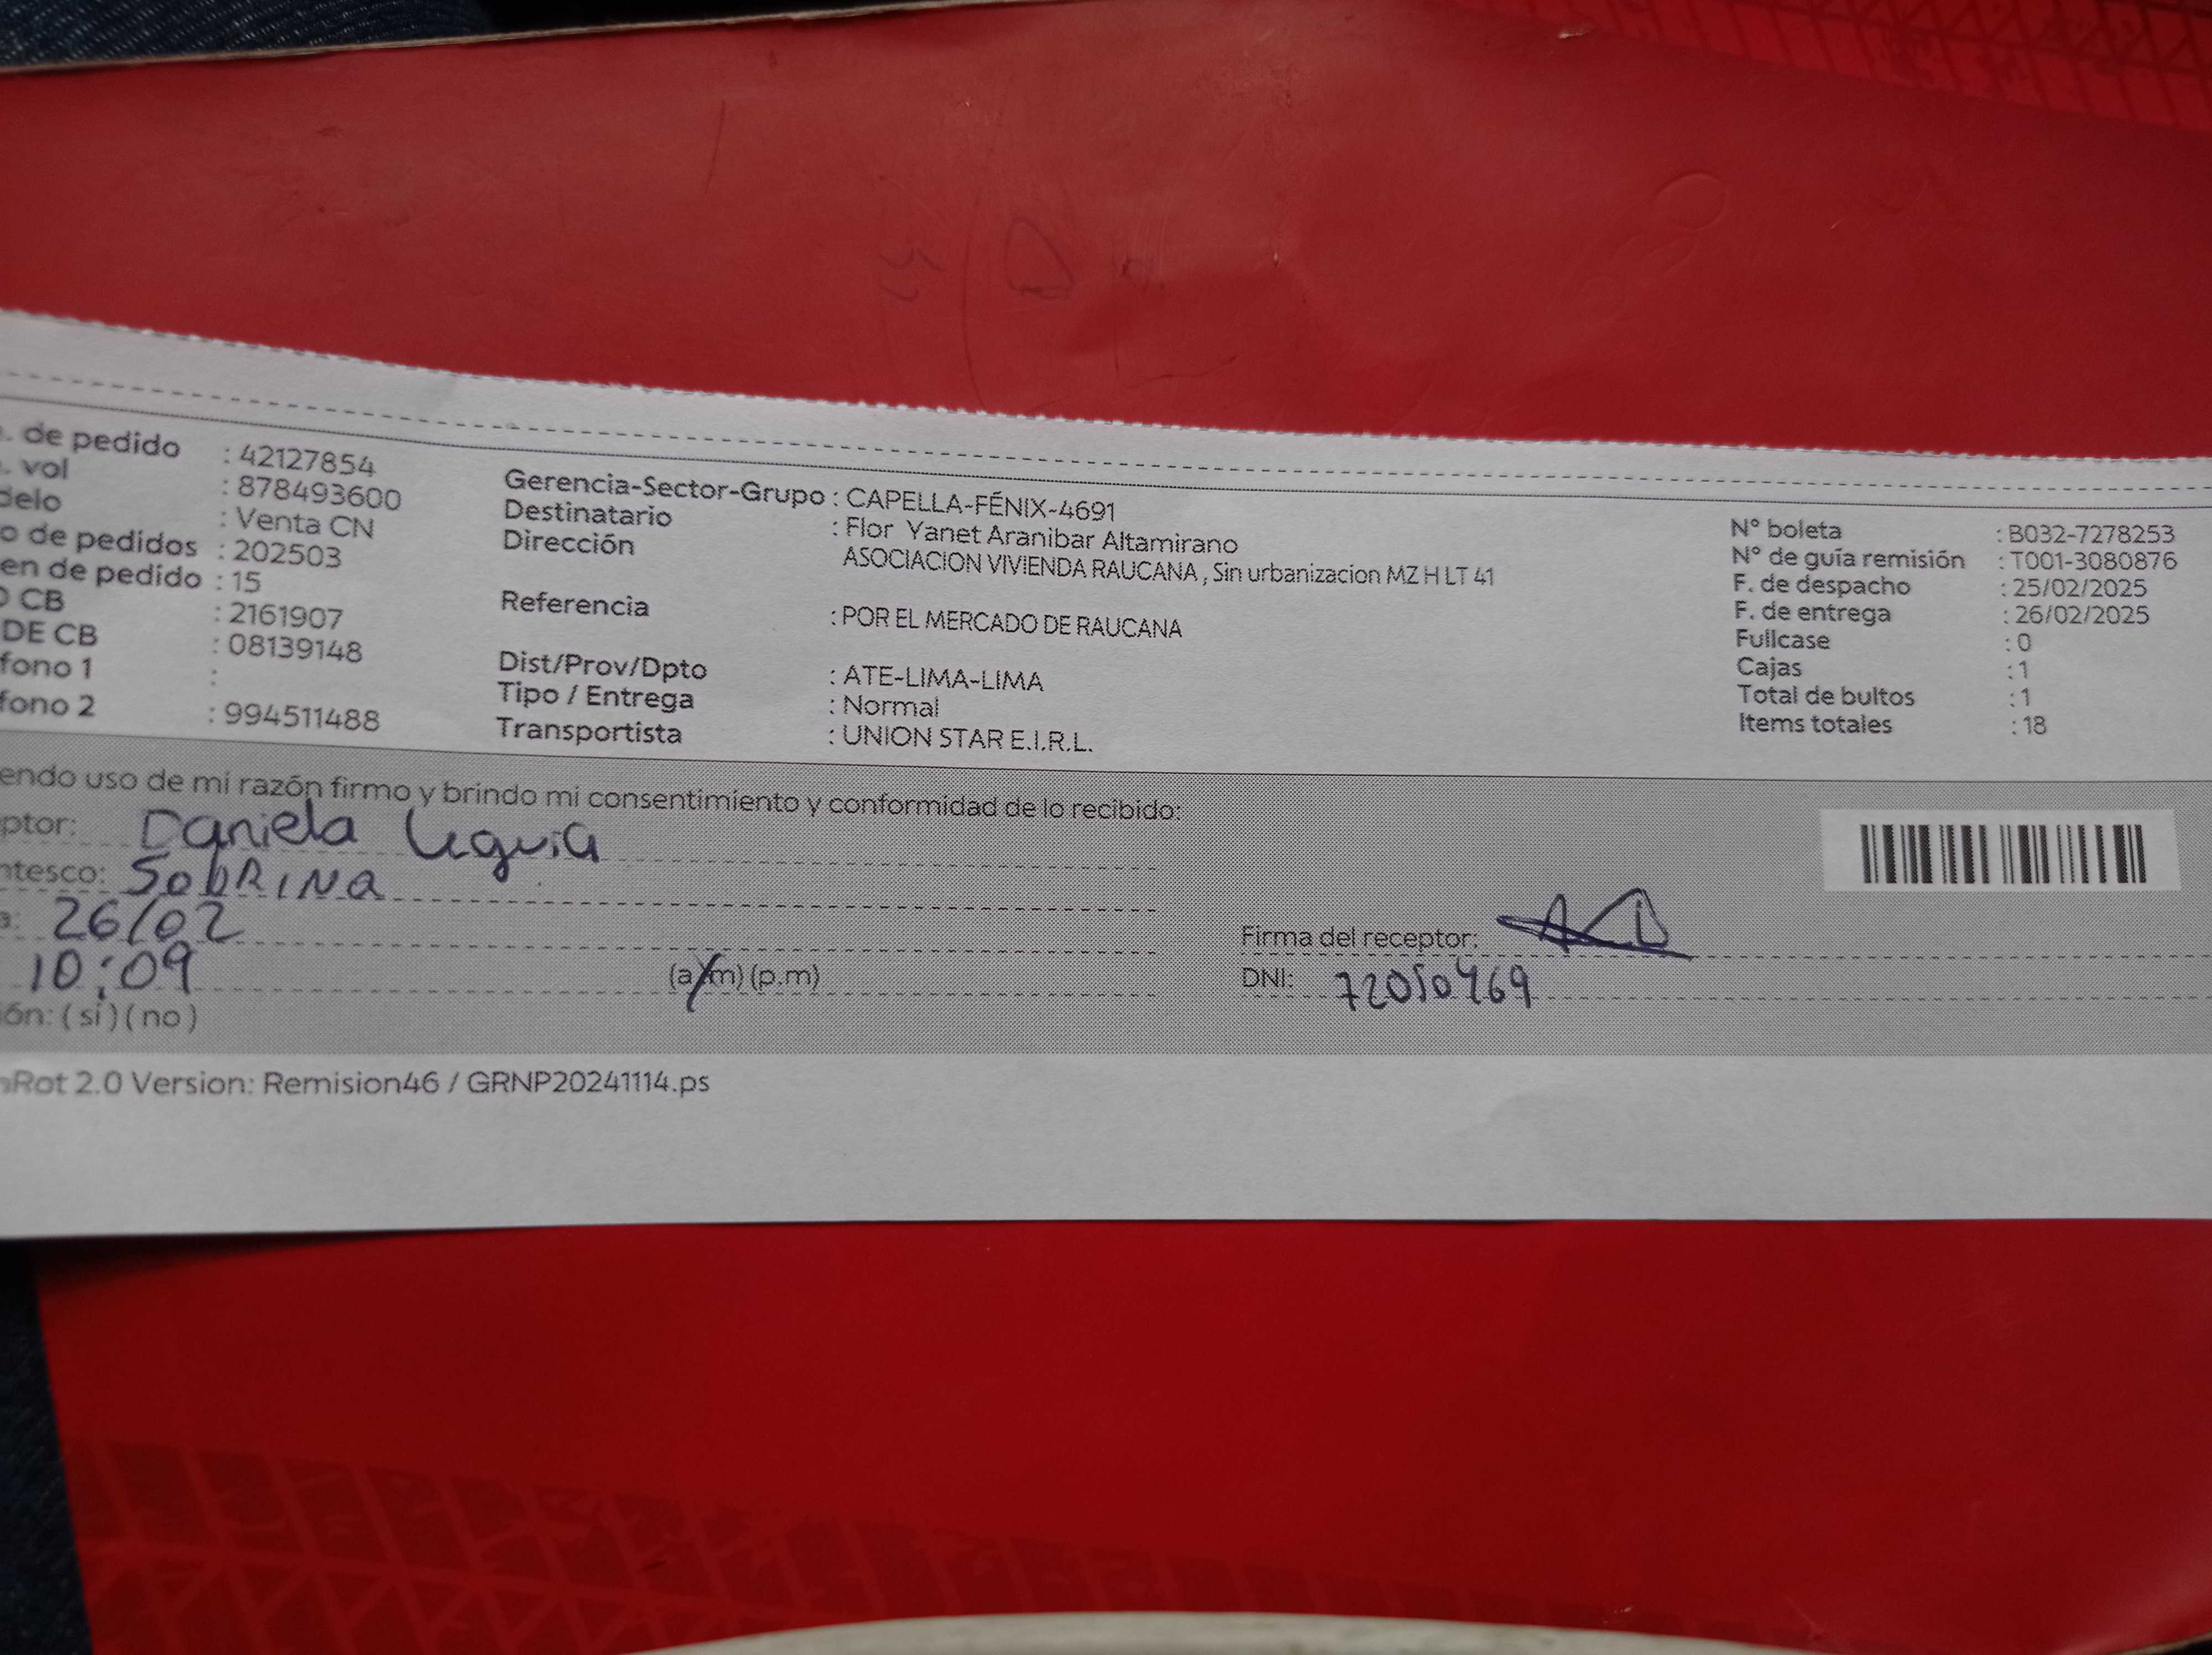 . de pedido : 42127854
. vol : 878493600
delo : Venta CN
o de pedidos : 202503
en de pedido : 15
O CB : 2161907
DE CB : 08139148
fono 1 :
fono 2 : 994511488
Gerencia-Sector-Grupo : CAPELLA-FÉNIX-4691
Destinatario : Flor Yanet Aranibar Altamirano
Dirección ASOCIACION VIVIENDA RAUCANA , Sin urbanizacion MZ H LT 41
Referencia : POR EL MERCADO DE RAUCANA
Dist/Prov/Dpto : ATE-LIMA-LIMA
Tipo / Entrega : Normal
Transportista : UNION STAR E.I.R.L.
N° boleta : B032-7278253
N° de guía remisión : T001-3080876
F. de despacho : 25/02/2025
F. de entrega : 26/02/2025
Fullcase : 0
Cajas : 1
Total de bultos : 1
Items totales : 18
endo uso de mi razón firmo y brindo mi consentimiento y conformidad de lo recibido:
ptor: Daniela
ntesco: SobRINa
a: 26/02
10:09 (a.m) (p.m)
ón: ( sí ) ( no )
Firma del receptor:
DNI: 72050469
Rot 2.0 Version: Remision46 / GRNP20241114.ps